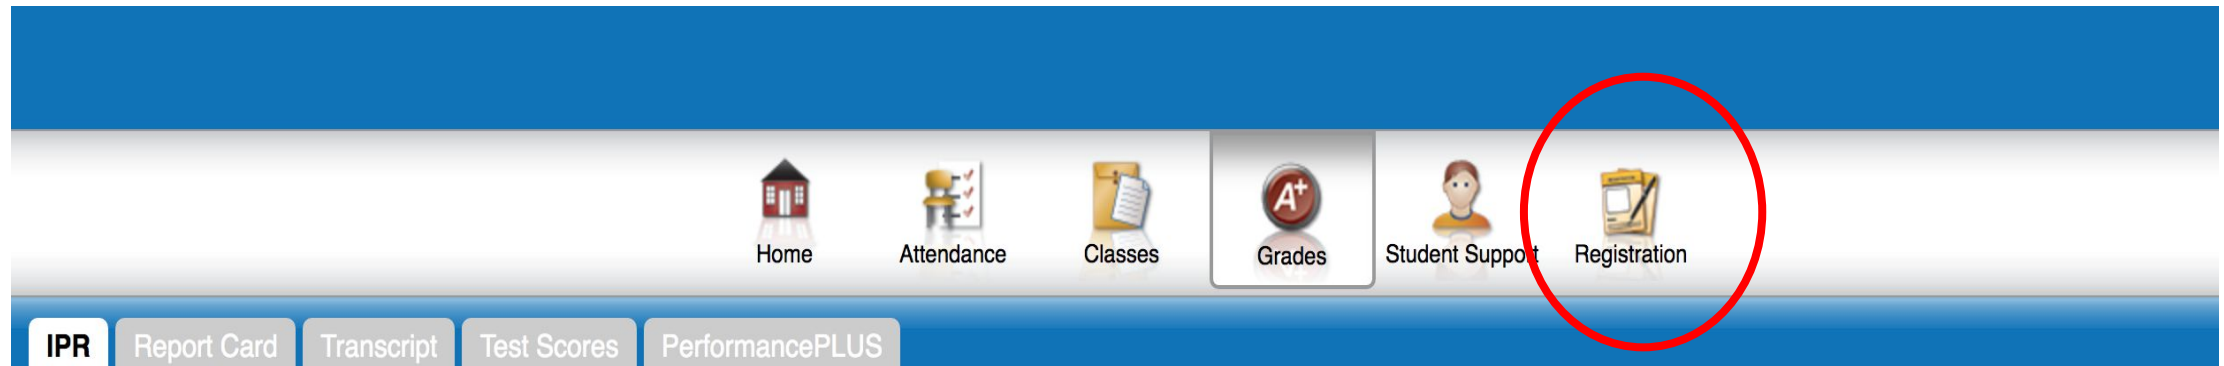 Home Attendance Classes Grades Student Support Registration
IPR Report Card Transcript Test Scores PerformancePLUS